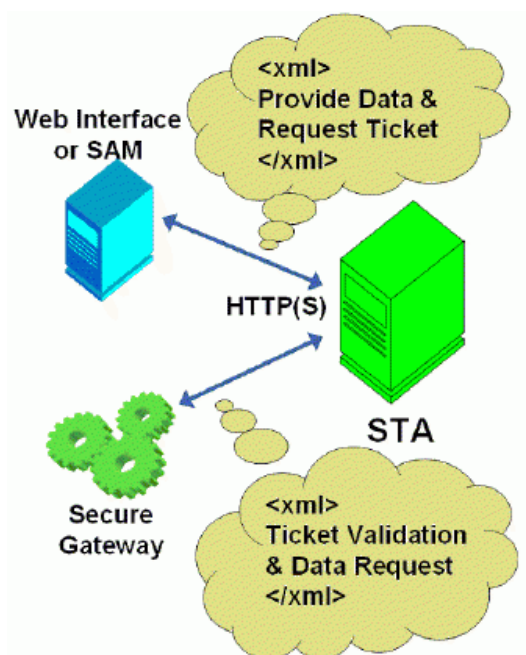 <xml>
Provide Data &
Request Ticket
</xml>
Web Interface
or SAM
HTTP(S)
STA
Secure
Gateway
<xml>
Ticket Validation
& Data Request
</xml>